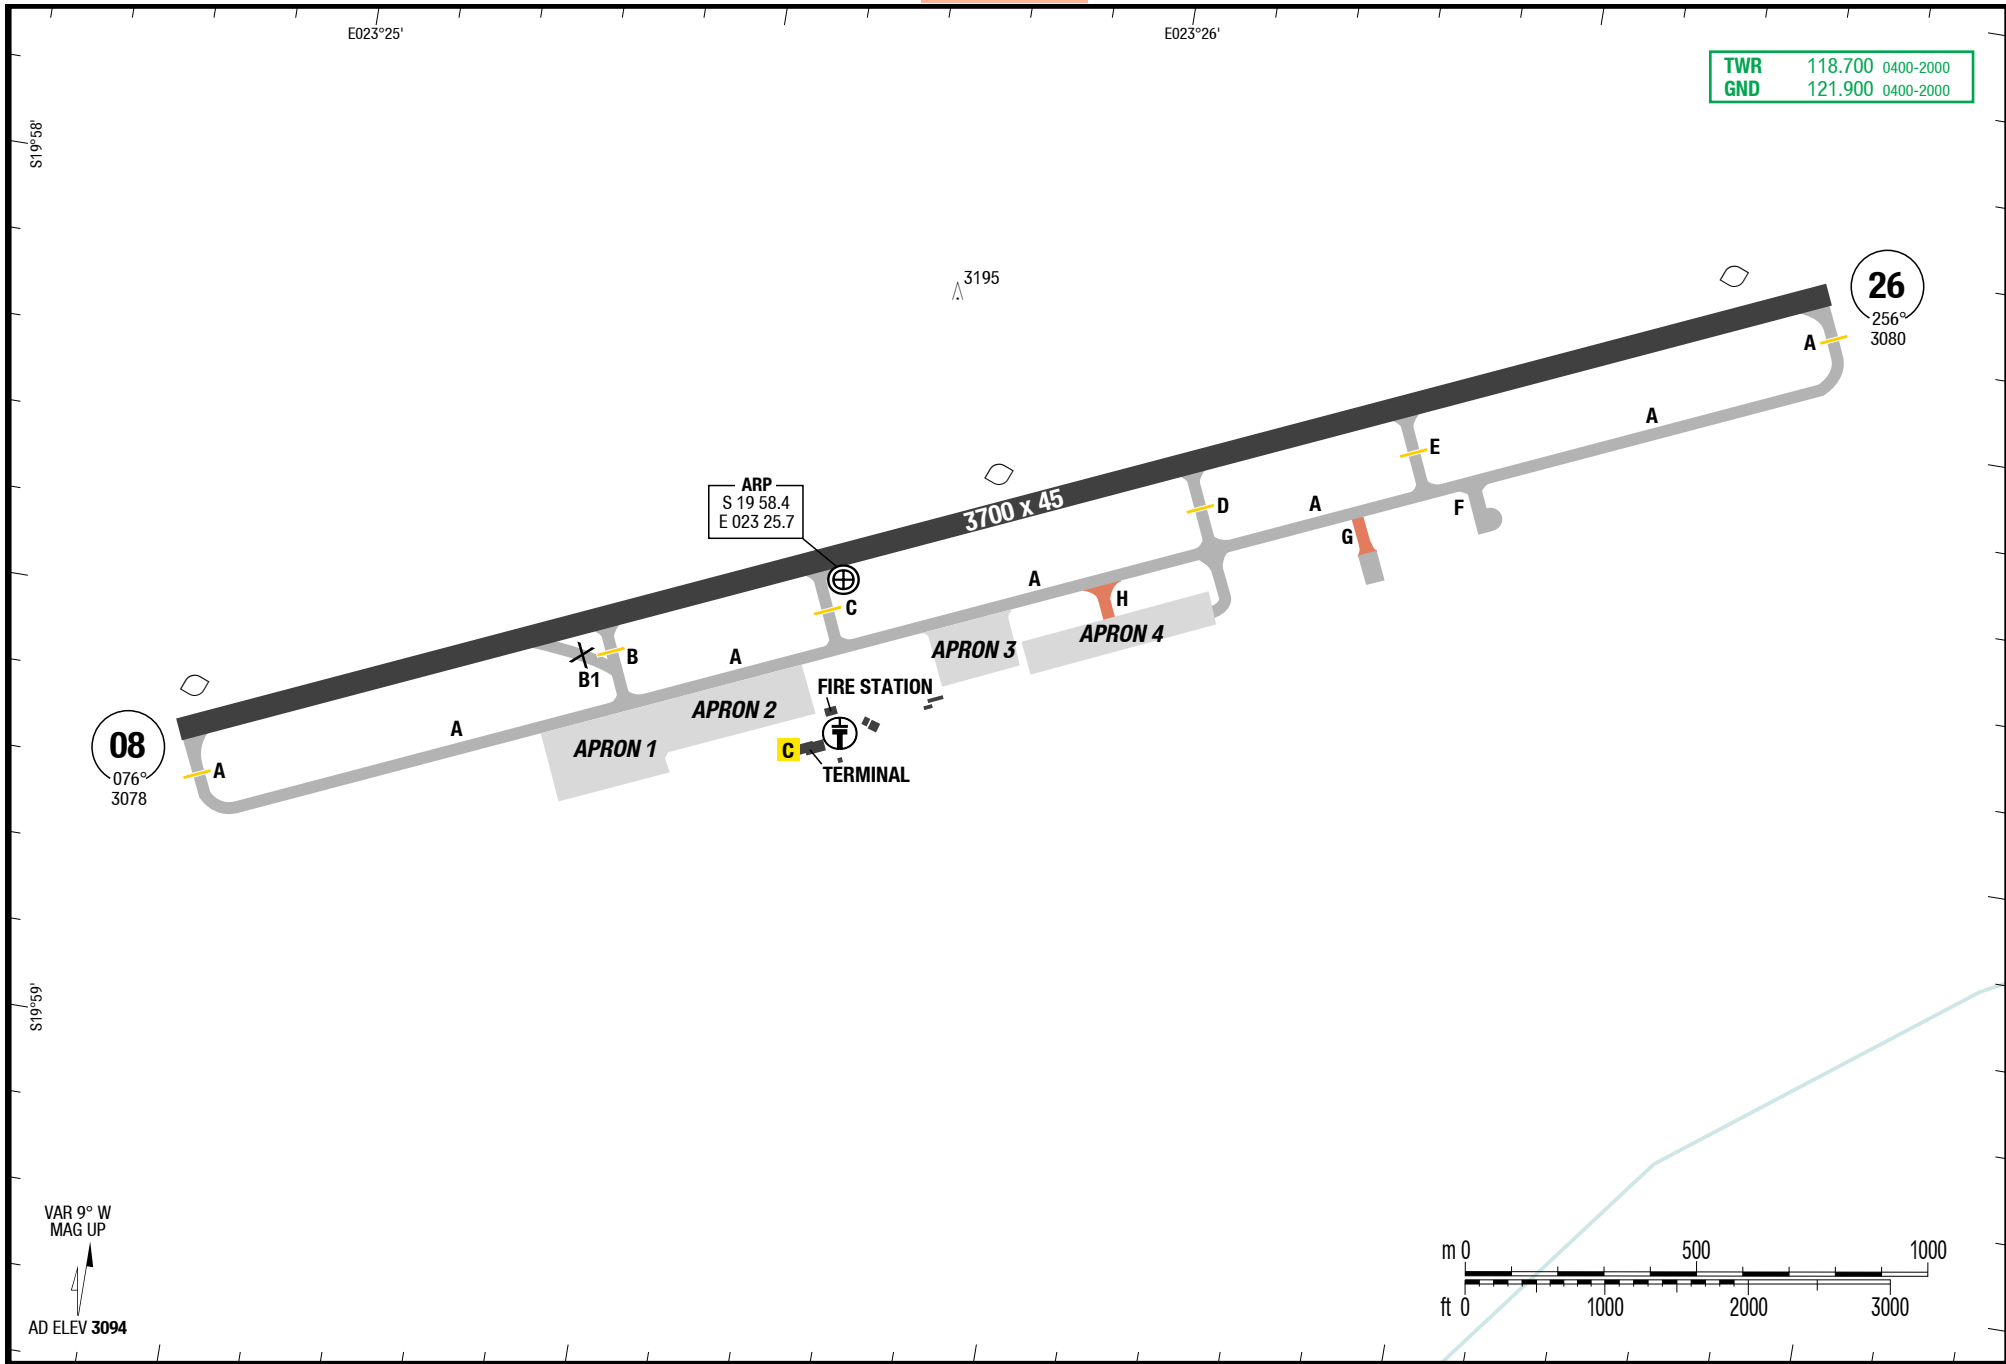 E023°25'
E023°26'
TWR 118.700 0400-2000
GND 121.900 0400-2000
S19°58'
3195
26
256°
3080
A
A
E
ARP
S 19 58.4
E 023 25.7
3700 x 45
D
A
F
G
A
C
H
B
A
B1
APRON 3
APRON 4
FIRE STATION
APRON 2
A
08
076°
3078
A
APRON 1
C
TERMINAL
S19°59'
VAR 9° W
MAG UP
AD ELEV 3094
m 0 500 1000
ft 0 1000 2000 3000